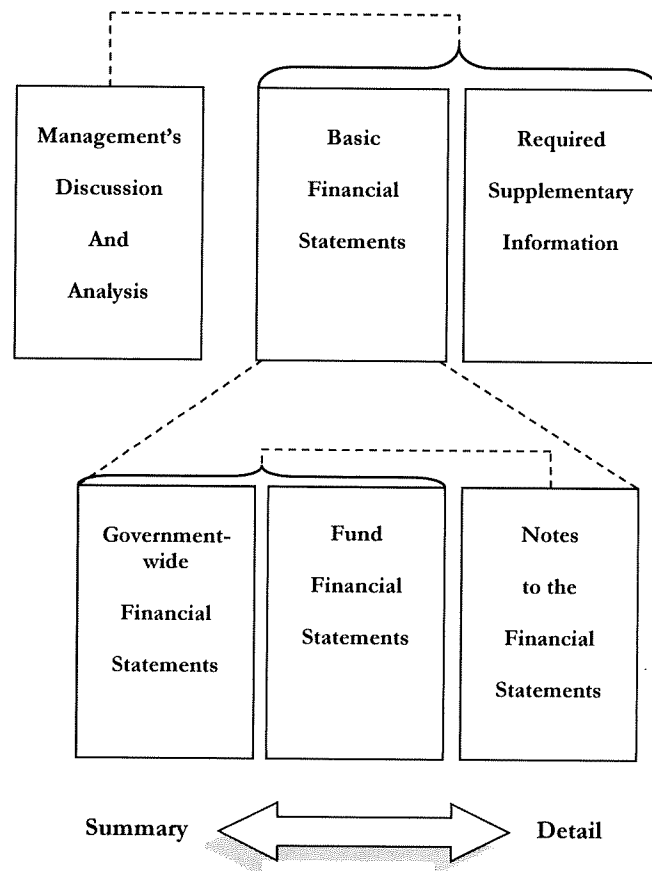 Management's
Discussion
And
Analysis
Basic
Financial
Statements
Required
Supplementary
Information
Government-
wide
Financial
Statements
Fund
Financial
Statements
Notes
to the
Financial
Statements
Summary
Detail